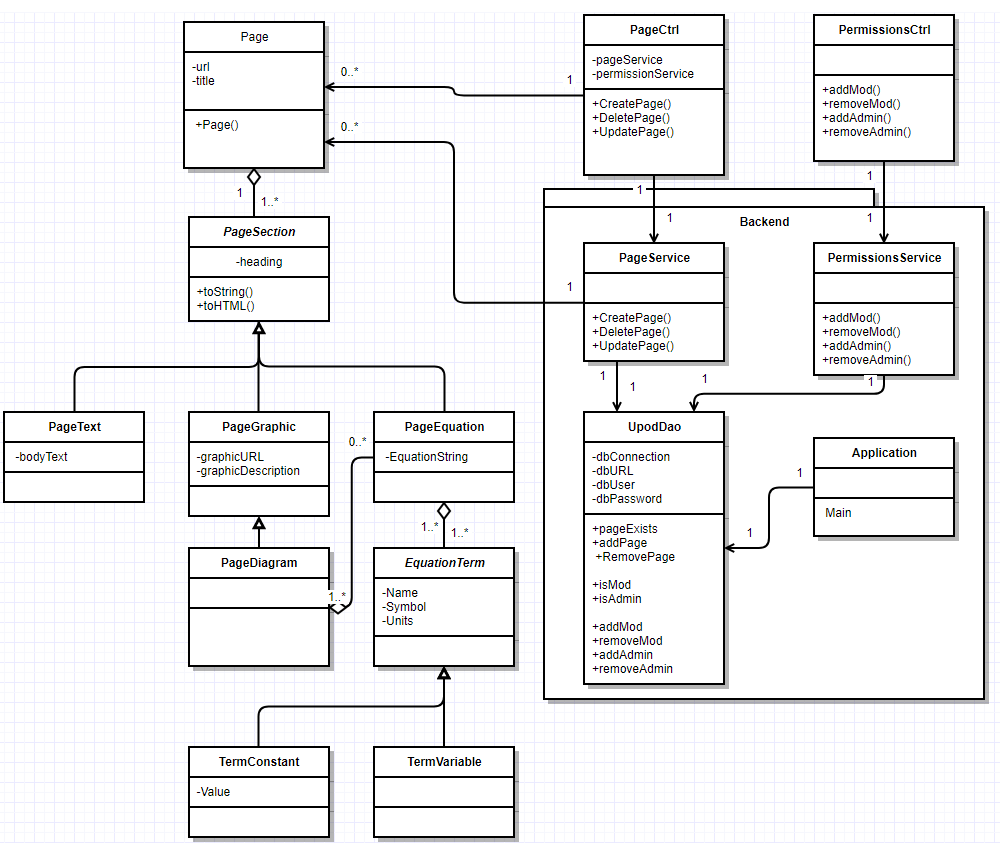 Page
-url
-title
+Page()
0..*
0..*
1
1
1..*
PageSection
-heading
+toString()
+toHTML()
PageText
-bodyText
PageGraphic
-graphicURL
-graphicDescription
PageEquation
-EquationString
0..*
1..*
1..*
1..*
PageDiagram
EquationTerm
-Name
-Symbol
-Units
TermConstant
-Value
TermVariable
PageCtrl
-pageService
-permissionService
+CreatePage()
+DeletePage()
+UpdatePage()
PermissionsCtrl
+addMod()
+removeMod()
+addAdmin()
+removeAdmin()
1
1
1
1
Backend
PageService
+CreatePage()
+DeletePage()
+UpdatePage()
1
PermissionsService
+addMod()
+removeMod()
+addAdmin()
+removeAdmin()
1
1
1
1
UpodDao
-dbConnection
-dbURL
-dbUser
-dbPassword
+pageExists
+addPage
+RemovePage
+isMod
+isAdmin
+addMod
+removeMod
+addAdmin
+removeAdmin
Application
Main
1
1